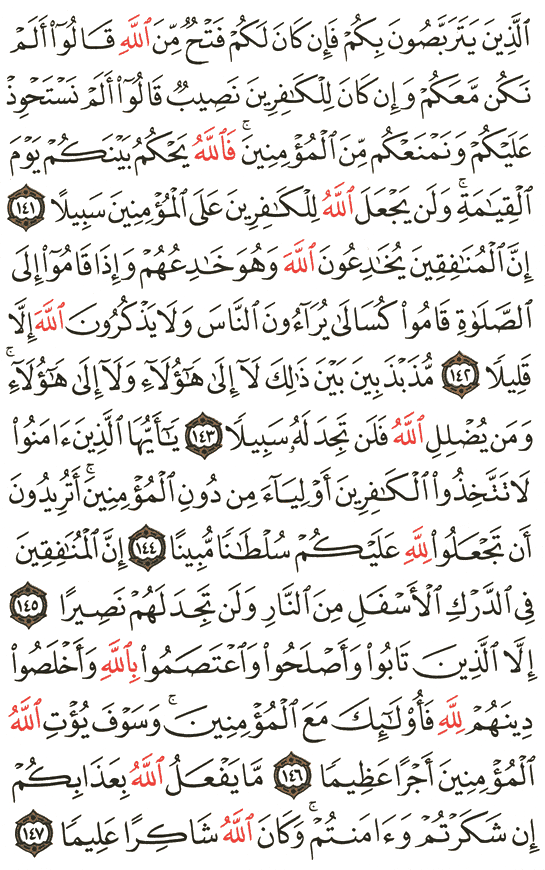 ٱلَّذِينَ يَتَرَبَّصُونَ بِكُمْ فَإِن كَانَ لَكُمْ فَتْحٌ مِّنَ ٱللَّهِ قَالُوٓا۟ أَلَمْ
نَكُن مَّعَكُمْ وَإِن كَانَ لِلْكَٰفِرِينَ نَصِيبٌ قَالُوٓا۟ أَلَمْ نَسْتَحْوِذْ
عَلَيْكُمْ وَنَمْنَعْكُم مِّنَ ٱلْمُؤْمِنِينَ ۚ فَٱللَّهُ يَحْكُمُ بَيْنَكُمْ يَوْمَ
ٱلْقِيَٰمَةِ ۗ وَلَن يَجْعَلَ ٱللَّهُ لِلْكَٰفِرِينَ عَلَى ٱلْمُؤْمِنِينَ سَبِيلًا ١٤١
إِنَّ ٱلْمُنَٰفِقِينَ يُخَٰدِعُونَ ٱللَّهَ وَهُوَ خَٰدِعُهُمْ وَإِذَا قَامُوٓا۟ إِلَى
ٱلصَّلَوٰةِ قَامُوا۟ كُسَالَىٰ يُرَآءُونَ ٱلنَّاسَ وَلَا يَذْكُرُونَ ٱللَّهَ إِلَّا
قَلِيلًا ١٤٢ مُّذَبْذَبِينَ بَيْنَ ذَٰلِكَ لَآ إِلَىٰ هَٰٓؤُلَآءِ وَلَآ إِلَىٰ هَٰٓؤُلَآءِ ۚ
وَمَن يُضْلِلِ ٱللَّهُ فَلَن تَجِدَ لَهُۥ سَبِيلًا ١٤٣ يَٰٓأَيُّهَا ٱلَّذِينَ ءَامَنُوا۟
لَا تَتَّخِذُوا۟ ٱلْكَٰفِرِينَ أَوْلِيَآءَ مِن دُونِ ٱلْمُؤْمِنِينَ ۚ أَتُرِيدُونَ
أَن تَجْعَلُوا۟ لِلَّهِ عَلَيْكُمْ سُلْطَٰنًا مُّبِينًا ١٤٤ إِنَّ ٱلْمُنَٰفِقِينَ
فِى ٱلدَّرْكِ ٱلْأَسْفَلِ مِنَ ٱلنَّارِ وَلَن تَجِدَ لَهُمْ نَصِيرًا ١٤٥
إِلَّا ٱلَّذِينَ تَابُوا۟ وَأَصْلَحُوا۟ وَٱعْتَصَمُوا۟ بِٱللَّهِ وَأَخْلَصُوا۟
دِينَهُمْ لِلَّهِ فَأُو۟لَٰٓئِكَ مَعَ ٱلْمُؤْمِنِينَ ۖ وَسَوْفَ يُؤْتِ ٱللَّهُ
ٱلْمُؤْمِنِينَ أَجْرًا عَظِيمًا ١٤٦ مَّا يَفْعَلُ ٱللَّهُ بِعَذَابِكُمْ
إِن شَكَرْتُمْ وَءَامَنتُمْ ۚ وَكَانَ ٱللَّهُ شَاكِرًا عَلِيمًا ١٤٧